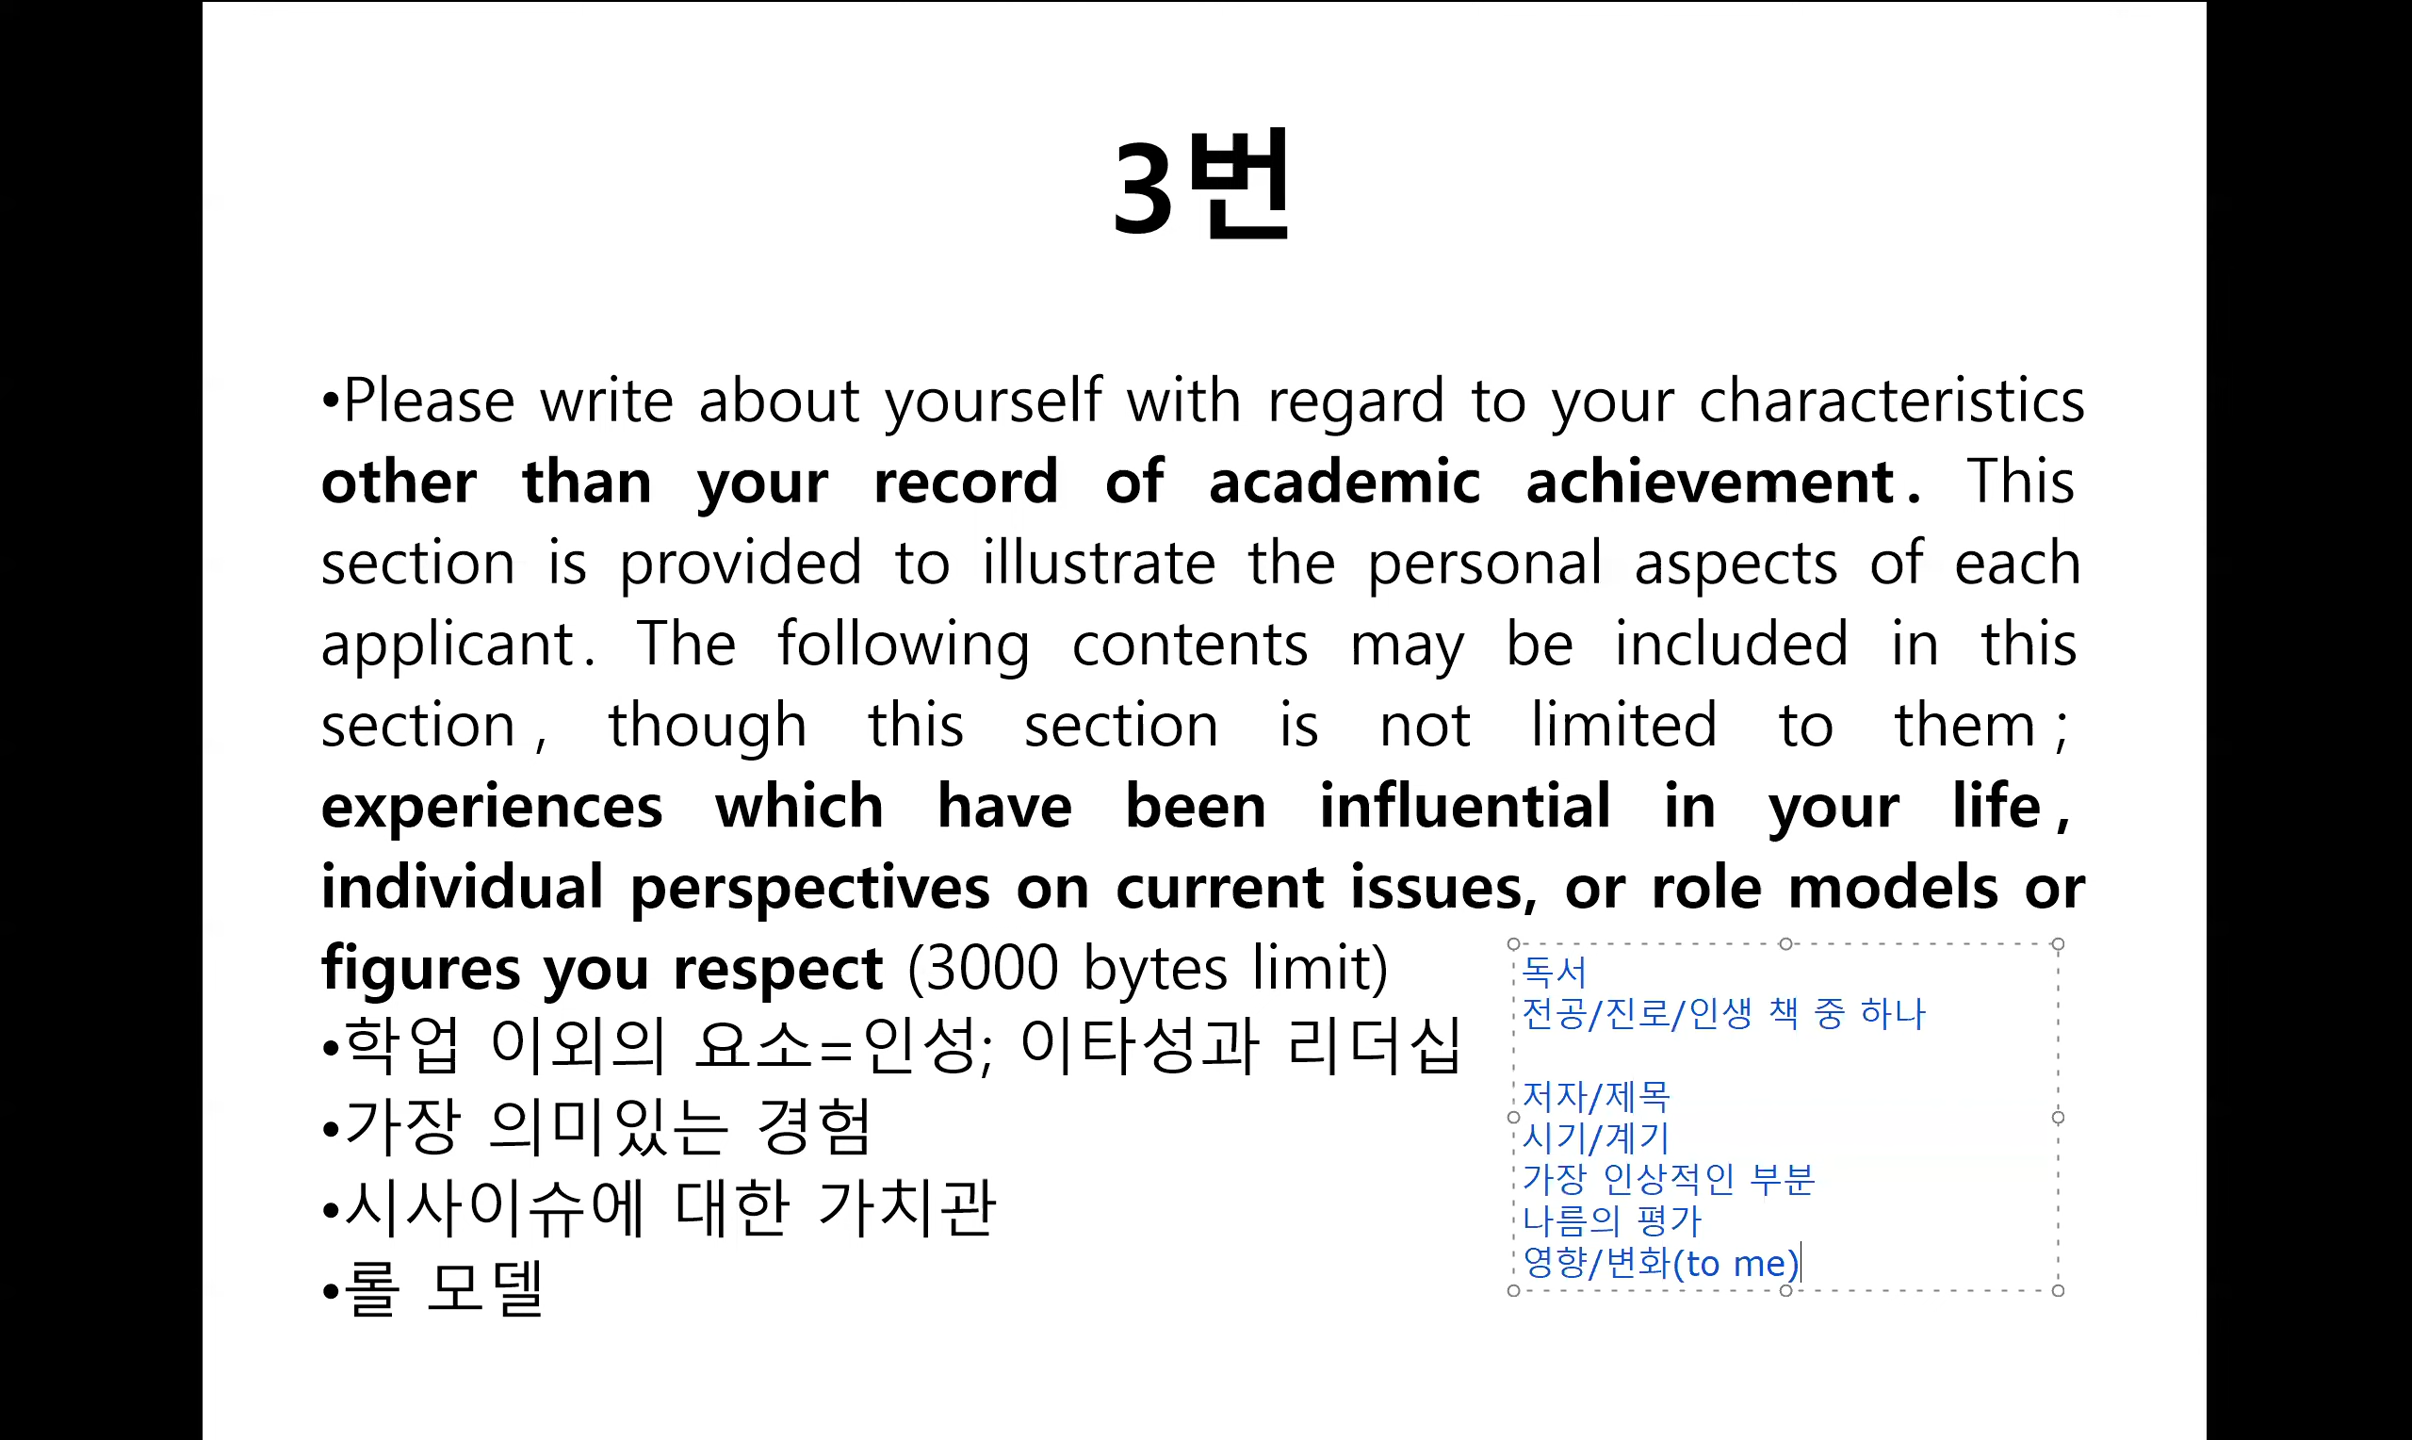 3번
•Please write about yourself with regard to your characteristics
other than your record of academic achievement. This
section is provided to illustrate the personal aspects of each
applicant. The following contents may be included in this
section, though this section is not limited to them;
experiences which have been influential in your life,
individual perspectives on current issues, or role models or
figures you respect (3000 bytes limit)
•학업 이외의 요소=인성; 이타성과 리더십
•가장 의미있는 경험
•시사이슈에 대한 가치관
•롤 모델
독서
전공/진로/인생 책 중 하나
저자/제목
시기/계기
가장 인상적인 부분
나름의 평가
영향/변화(to me)